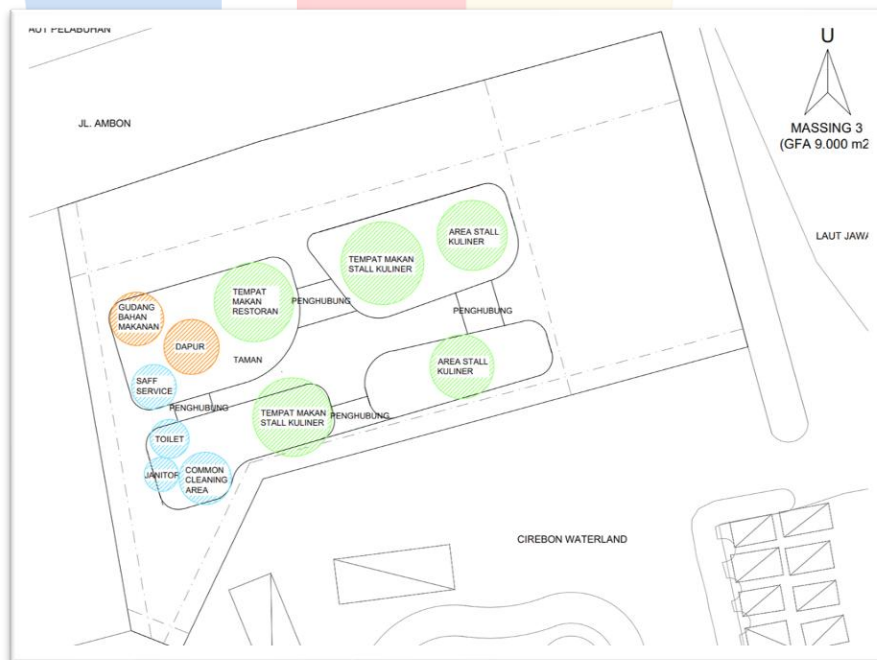 AUT PELABUHAN
U
JL. AMBON
MASSING 3
(GFA 9.000 m2
LAUT JAWA
AREA STALL
KULINER
TEMPAT MAKAN
STALL KULINER
TEMPAT
MAKAN
RESTORAN
PENGHUBUNG
GUDANG
BAHAN
MAKANAN
PENGHUBUNG
DAPUR
TAMAN
AREA STALL
KULINER
SAFF
SERVICE
PENGHUBUNG
TEMPAT MAKAN
STALL KULINER
PENGHUBUNG
TOILET
JANITOR
COMMON
CLEANING
AREA
CIREBON WATERLAND